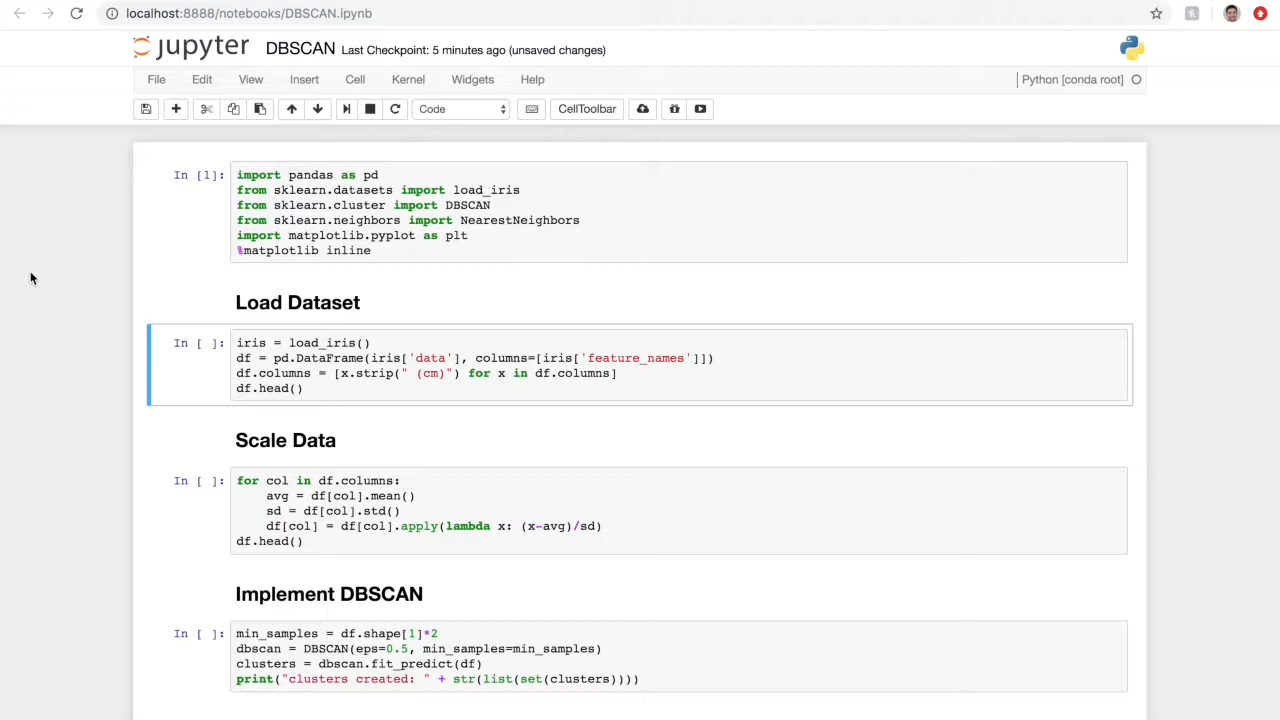 localhost:8888/notebooks/DBSCAN.ipynb
jupyter DBSCAN Last Checkpoint: 5 minutes ago (unsaved changes)
File Edit View Insert Cell Kernel Widgets Help Python [conda root]
Code CellToolbar
In [1]: import pandas as pd
from sklearn.datasets import load_iris
from sklearn.cluster import DBSCAN
from sklearn.neighbors import NearestNeighbors
import matplotlib.pyplot as plt
%matplotlib inline
Load Dataset
In [ ]: iris = load_iris()
df = pd.DataFrame(iris['data'], columns=[iris['feature_names']])
df.columns = [x.strip(" (cm)") for x in df.columns]
df.head()
Scale Data
In [ ]: for col in df.columns:
avg = df[col].mean()
sd = df[col].std()
df[col] = df[col].apply(lambda x: (x-avg)/sd)
df.head()
Implement DBSCAN
In [ ]: min_samples = df.shape[1]*2
dbscan = DBSCAN(eps=0.5, min_samples=min_samples)
clusters = dbscan.fit_predict(df)
print("clusters created: " + str(list(set(clusters))))